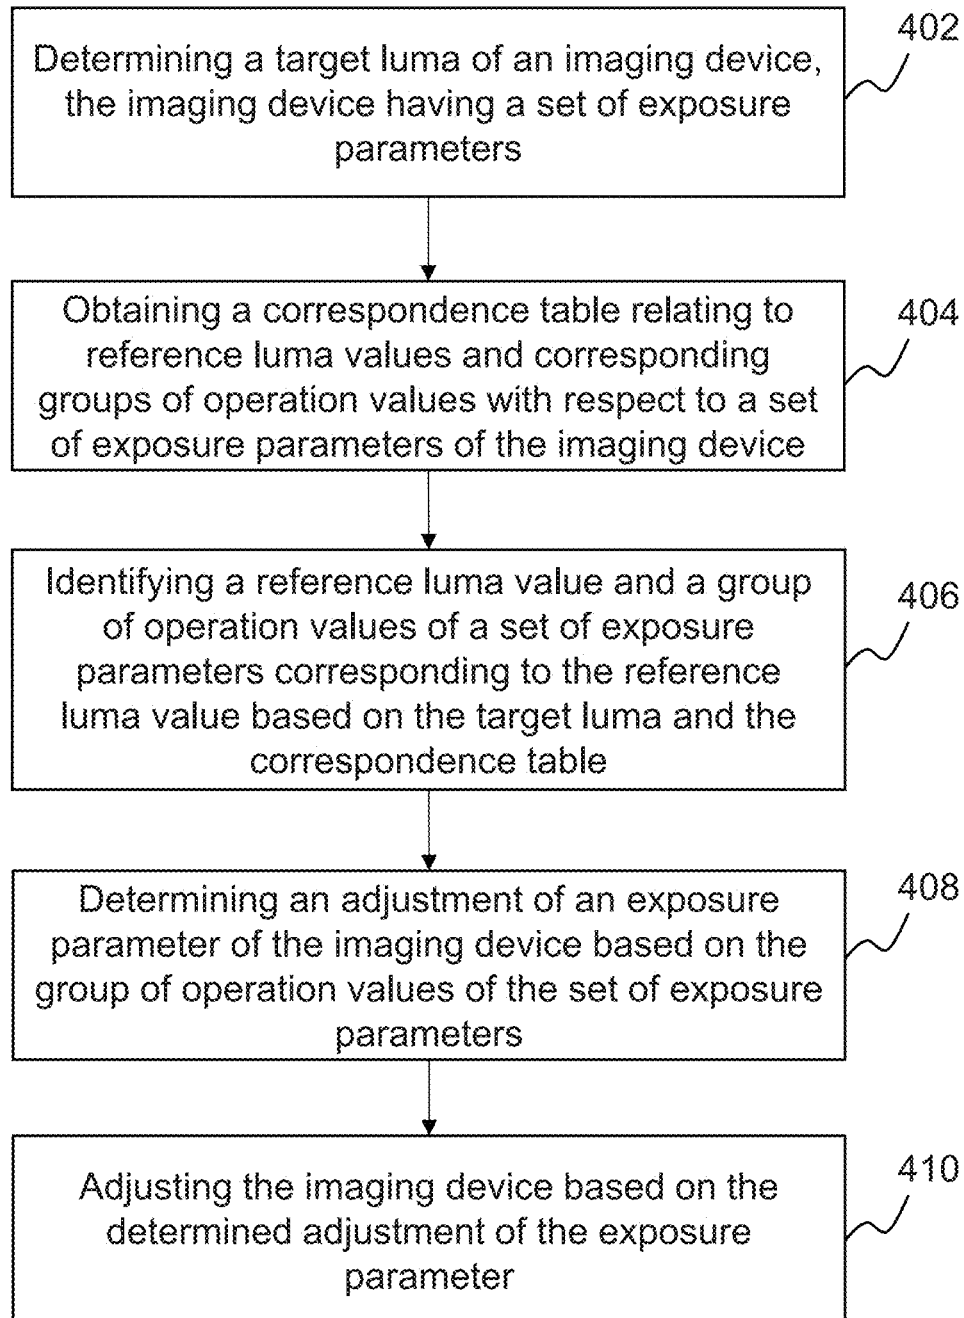 402
Determining a target luma of an imaging device,
the imaging device having a set of exposure
parameters
404
Obtaining a correspondence table relating to
reference luma values and corresponding
groups of operation values with respect to a set
of exposure parameters of the imaging device
406
Identifying a reference luma value and a group
of operation values of a set of exposure
parameters corresponding to the reference
luma value based on the target luma and the
correspondence table
408
Determining an adjustment of an exposure
parameter of the imaging device based on the
group of operation values of the set of exposure
parameters
410
Adjusting the imaging device based on the
determined adjustment of the exposure
parameter